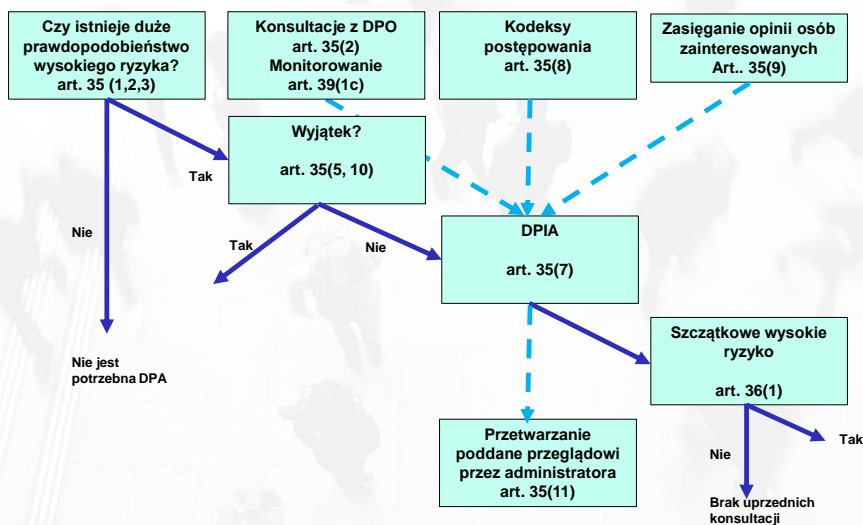 Czy istnieje duże
prawdopodobieństwo
wysokiego ryzyka?
art. 35 (1,2,3)
Konsultacje z DPO
art. 35(2)
Monitorowanie
art. 39(1c)
Kodeksy
postępowania
art. 35(8)
Zasięganie opinii osób
zainteresowanych
Art.. 35(9)
Wyjątek?
art. 35(5, 10)
Tak
Nie
Tak
Nie
DPIA
art. 35(7)
Nie jest
potrzebna DPA
Szczątkowe wysokie
ryzyko
art. 36(1)
Przetwarzanie
poddane przeglądowi
przez administratora
art. 35(11)
Tak
Nie
Brak uprzednich
konsultacji